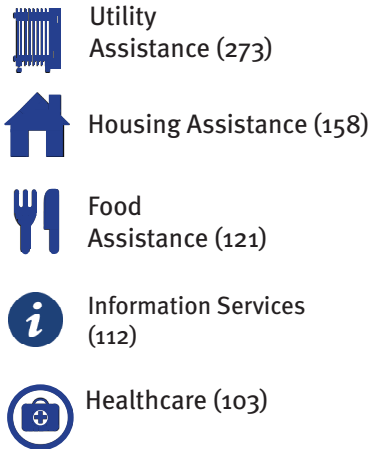 Utility
Assistance (273)
Housing Assistance (158)
Food
Assistance (121)
i
Information Services
(112)
Healthcare (103)